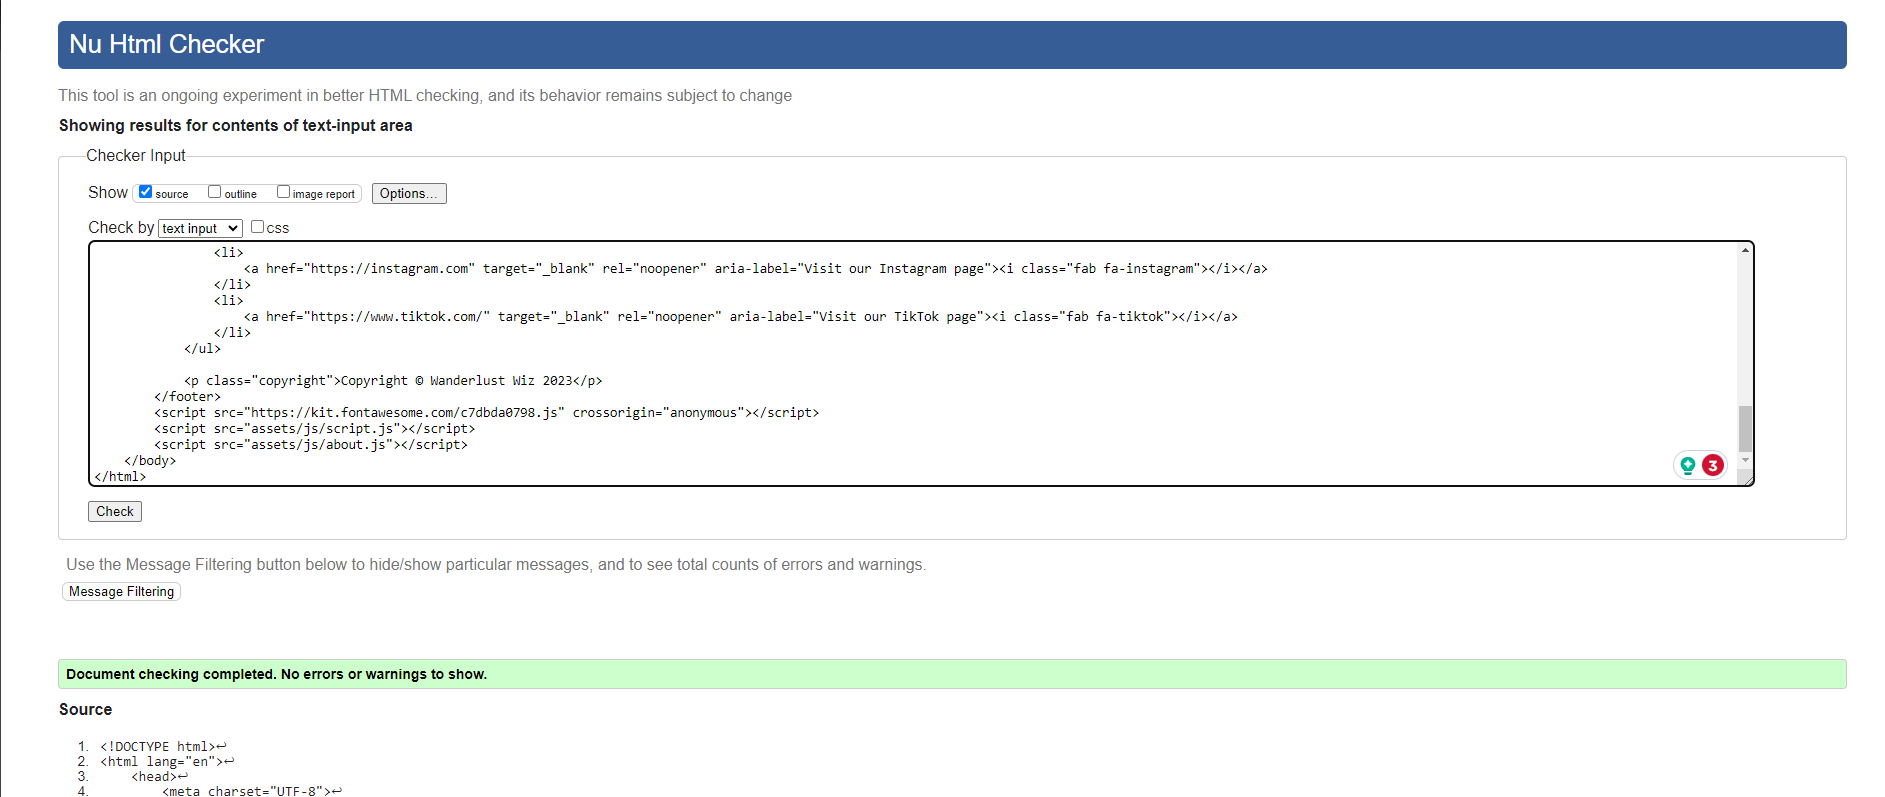 Nu Html Checker
This tool is an ongoing experiment in better HTML checking, and its behavior remains subject to change
Showing results for contents of text-input area
Checker Input
Show source outline image report Options...
Check by text input css
<li>
<a href="https://instagram.com" target="_blank" rel="noopener" aria-label="Visit our Instagram page"><i class="fab fa-instagram"></i></a>
</li>
<li>
<a href="https://www.tiktok.com/" target="_blank" rel="noopener" aria-label="Visit our TikTok page"><i class="fab fa-tiktok"></i></a>
</li>
</ul>
<p class="copyright">Copyright © Wanderlust Wiz 2023</p>
</footer>
<script src="https://kit.fontawesome.com/c7dbda0798.js" crossorigin="anonymous"></script>
<script src="assets/js/script.js"></script>
<script src="assets/js/about.js"></script>
</body>
</html>
3
Check
Use the Message Filtering button below to hide/show particular messages, and to see total counts of errors and warnings.
Message Filtering
Document checking completed. No errors or warnings to show.
Source
1. <!DOCTYPE html>↩
2. <html lang="en">↩
3. <head>↩
4. <meta charset="UTF-8">↩